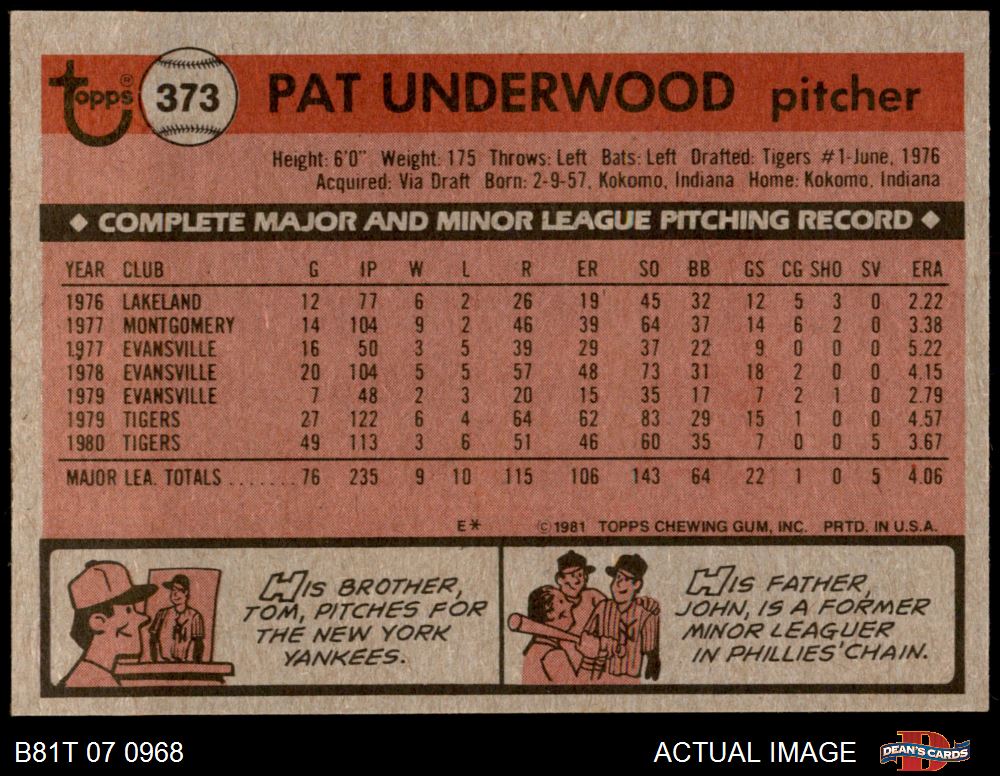 Topps® 373 PAT UNDERWOOD pitcher
Height: 6'0" Weight: 175 Throws: Left Bats: Left Drafted: Tigers #1-June, 1976
Acquired: Via Draft Born: 2-9-57, Kokomo, Indiana Home: Kokomo, Indiana
◆ COMPLETE MAJOR AND MINOR LEAGUE PITCHING RECORD ◆
YEAR CLUB G IP W L R ER SO BB GS CG SHO SV ERA
1976 LAKELAND 12 77 6 2 26 19 45 32 12 5 3 0 2.22
1977 MONTGOMERY 14 104 9 2 46 39 64 37 14 6 2 0 3.38
1977 EVANSVILLE 16 50 3 5 39 29 37 22 9 0 0 0 5.22
1978 EVANSVILLE 20 104 5 5 57 48 73 31 18 2 0 0 4.15
1979 EVANSVILLE 7 48 2 3 20 15 35 17 7 2 1 0 2.79
1979 TIGERS 27 122 6 4 64 62 83 29 15 1 0 0 4.57
1980 TIGERS 49 113 3 6 51 46 60 35 7 0 0 5 3.67
MAJOR LEA. TOTALS ....... 76 235 9 10 115 106 143 64 22 1 0 5 4.06
E* ©1981 TOPPS CHEWING GUM, INC. PRTD. IN U.S.A.
HIS BROTHER,
TOM, PITCHES FOR
THE NEW YORK
YANKEES.
HIS FATHER,
JOHN, IS A FORMER
MINOR LEAGUER
IN PHILLIES' CHAIN.
B81T 07 0968 ACTUAL IMAGE DEAN'S CARDS